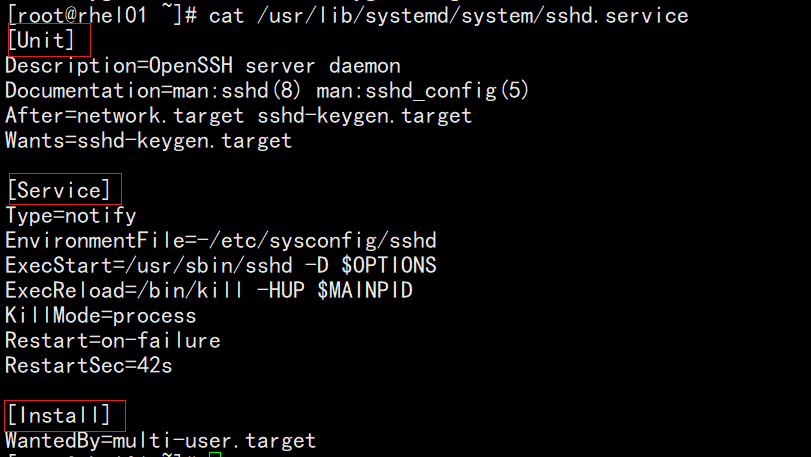 [root@rhel01 ~]# cat /usr/lib/systemd/system/sshd.service
[Unit]
Description=OpenSSH server daemon
Documentation=man:sshd(8) man:sshd_config(5)
After=network.target sshd-keygen.target
Wants=sshd-keygen.target
[Service]
Type=notify
EnvironmentFile=-/etc/sysconfig/sshd
ExecStart=/usr/sbin/sshd -D $OPTIONS
ExecReload=/bin/kill -HUP $MAINPID
KillMode=process
Restart=on-failure
RestartSec=42s
[Install]
WantedBy=multi-user.target